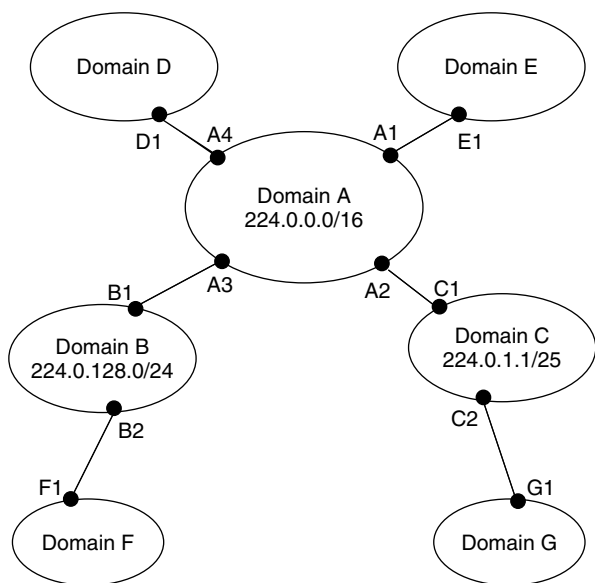 Domain D
Domain E
D1
A4
A1
E1
Domain A
224.0.0.0/16
A3
A2
B1
C1
Domain B
224.0.128.0/24
Domain C
224.0.1.1/25
B2
C2
F1
G1
Domain F
Domain G